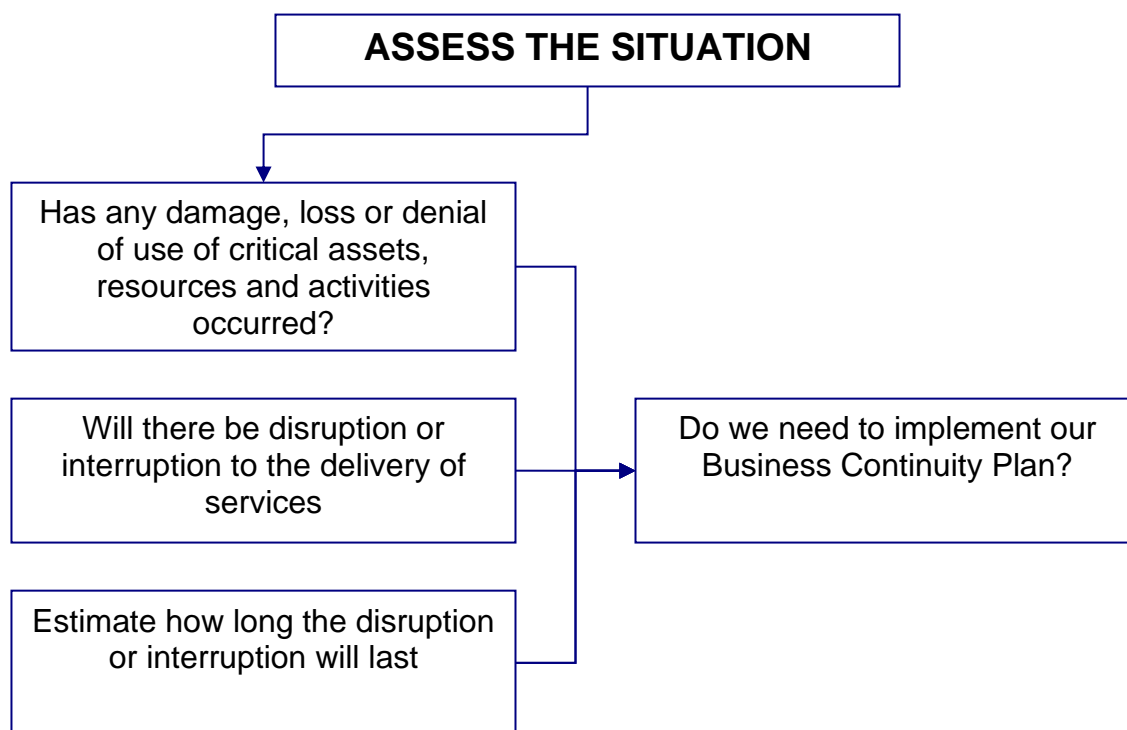 ASSESS THE SITUATION
Has any damage, loss or denial
of use of critical assets,
resources and activities
occurred?
Will there be disruption or
interruption to the delivery of
services
Do we need to implement our
Business Continuity Plan?
Estimate how long the disruption
or interruption will last